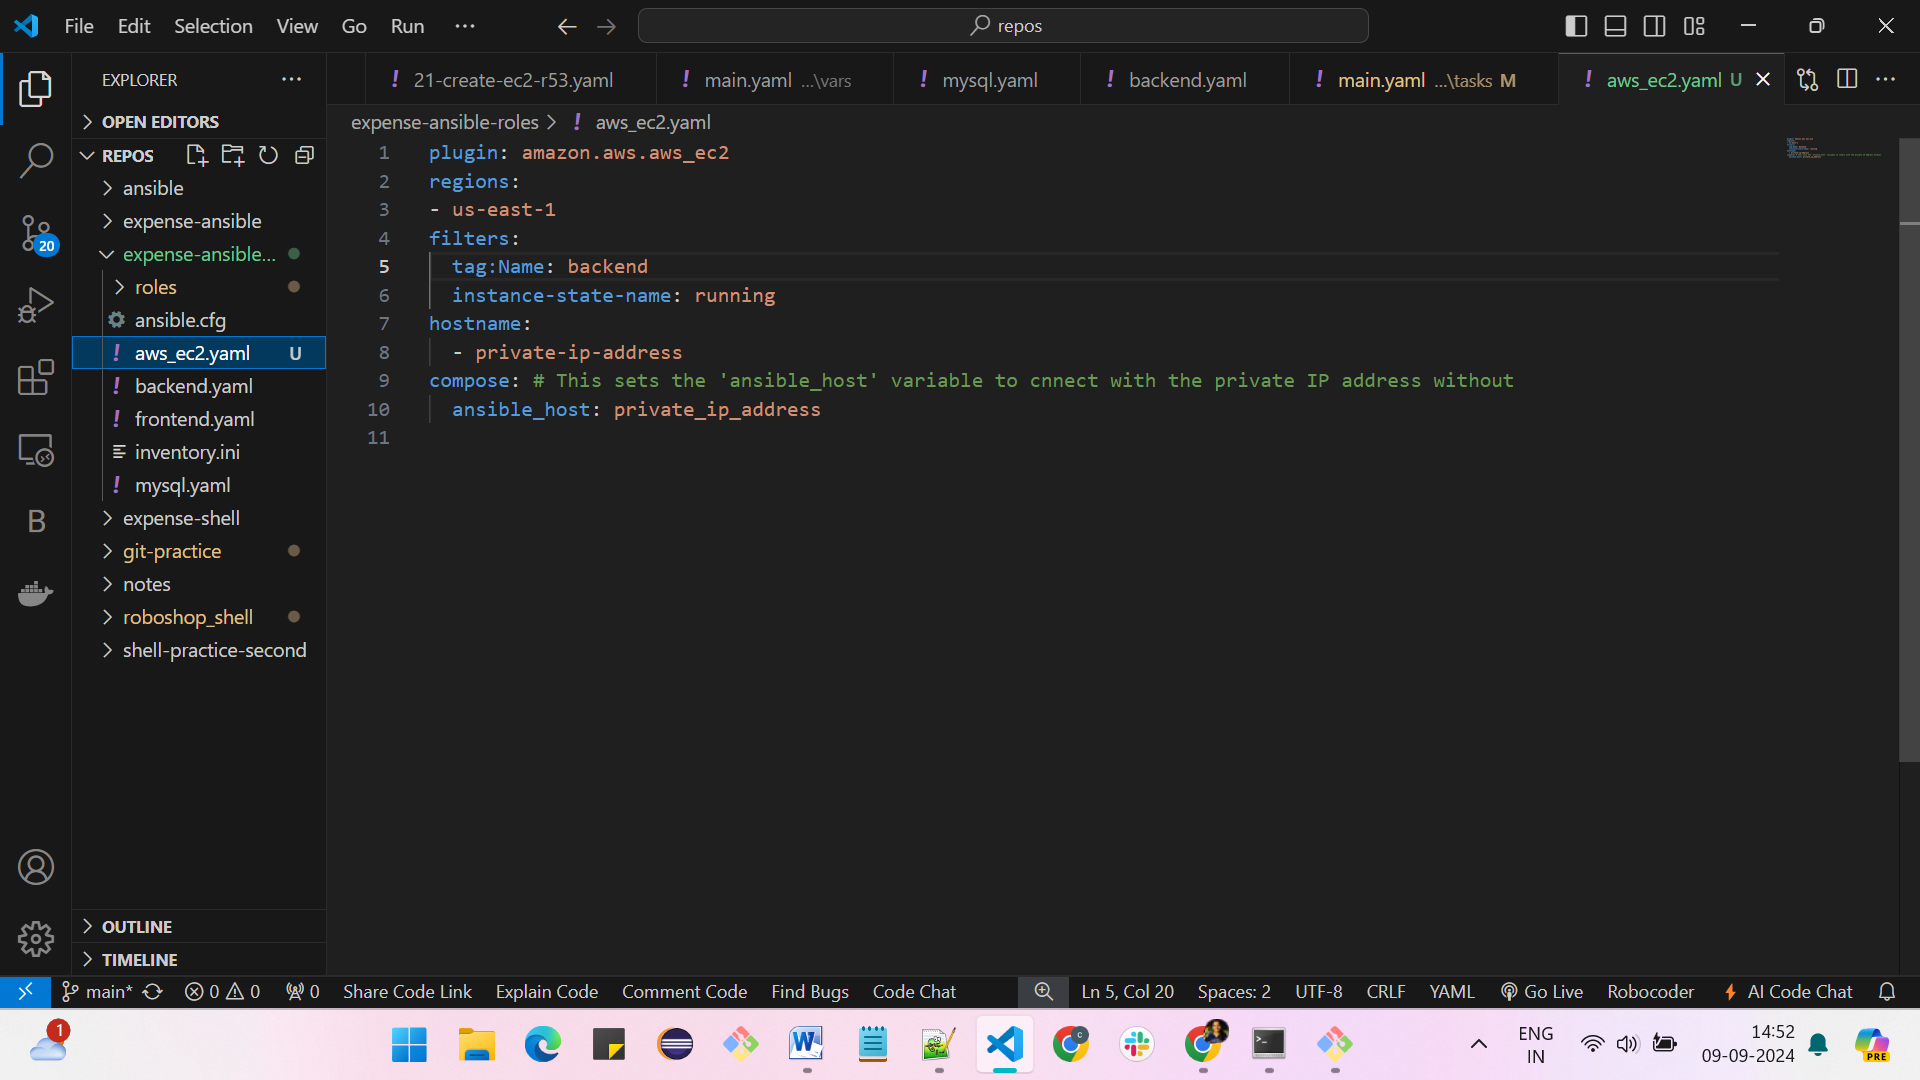 File Edit Selection View Go Run ··· repos
EXPLORER ···
OPEN EDITORS
REPOS
ansible
expense-ansible
expense-ansible...
roles
ansible.cfg
aws_ec2.yaml U
backend.yaml
frontend.yaml
inventory.ini
mysql.yaml
expense-shell
git-practice
notes
roboshop_shell
shell-practice-second
OUTLINE
TIMELINE
! 21-create-ec2-r53.yaml ! main.yaml ...\vars ! mysql.yaml ! backend.yaml ! main.yaml ...\tasks M ! aws_ec2.yaml U
expense-ansible-roles > ! aws_ec2.yaml
1 plugin: amazon.aws.aws_ec2
2 regions:
3 - us-east-1
4 filters:
5 tag:Name: backend
6 instance-state-name: running
7 hostname:
8 - private-ip-address
9 compose: # This sets the 'ansible_host' variable to cnnect with the private IP address without
10 ansible_host: private_ip_address
11
20
B
main* 0 0 0 Share Code Link Explain Code Comment Code Find Bugs Code Chat Ln 5, Col 20 Spaces: 2 UTF-8 CRLF YAML Go Live Robocoder AI Code Chat
1
ENG
IN
14:52
09-09-2024
PRE